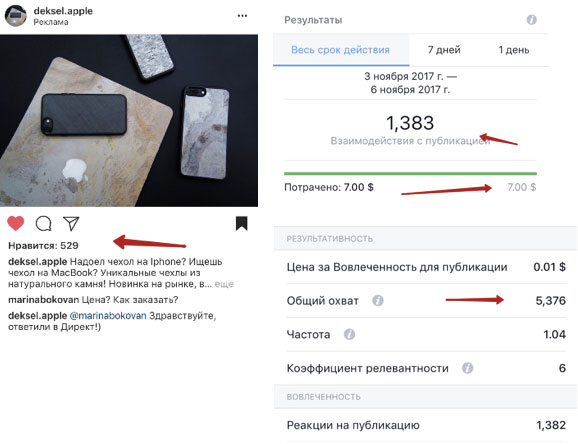 deksel.apple
Реклама
Нравится: 529
deksel.apple Надоел чехол на Iphone? Ищешь
чехол на MacBook? Уникальные чехлы из
натурального камня! Новинка на рынке, в... еще
marinabokovan Цена? Как заказать?
deksel.apple @marinabokovan Здравствуйте,
ответили в Директ!)
Результаты
Весь срок действия 7 дней 1 день
3 ноября 2017 г. —
6 ноября 2017 г.
1,383
Взаимодействия с публикацией
Потрачено: 7.00 $ 7.00 $
РЕЗУЛЬТАТИВНОСТЬ
Цена за Вовлеченность для публикации 0.01 $
Общий охват 5,376
Частота 1.04
Коэффициент релевантности 6
ВОВЛЕЧЕННОСТЬ
Реакции на публикацию 1,382